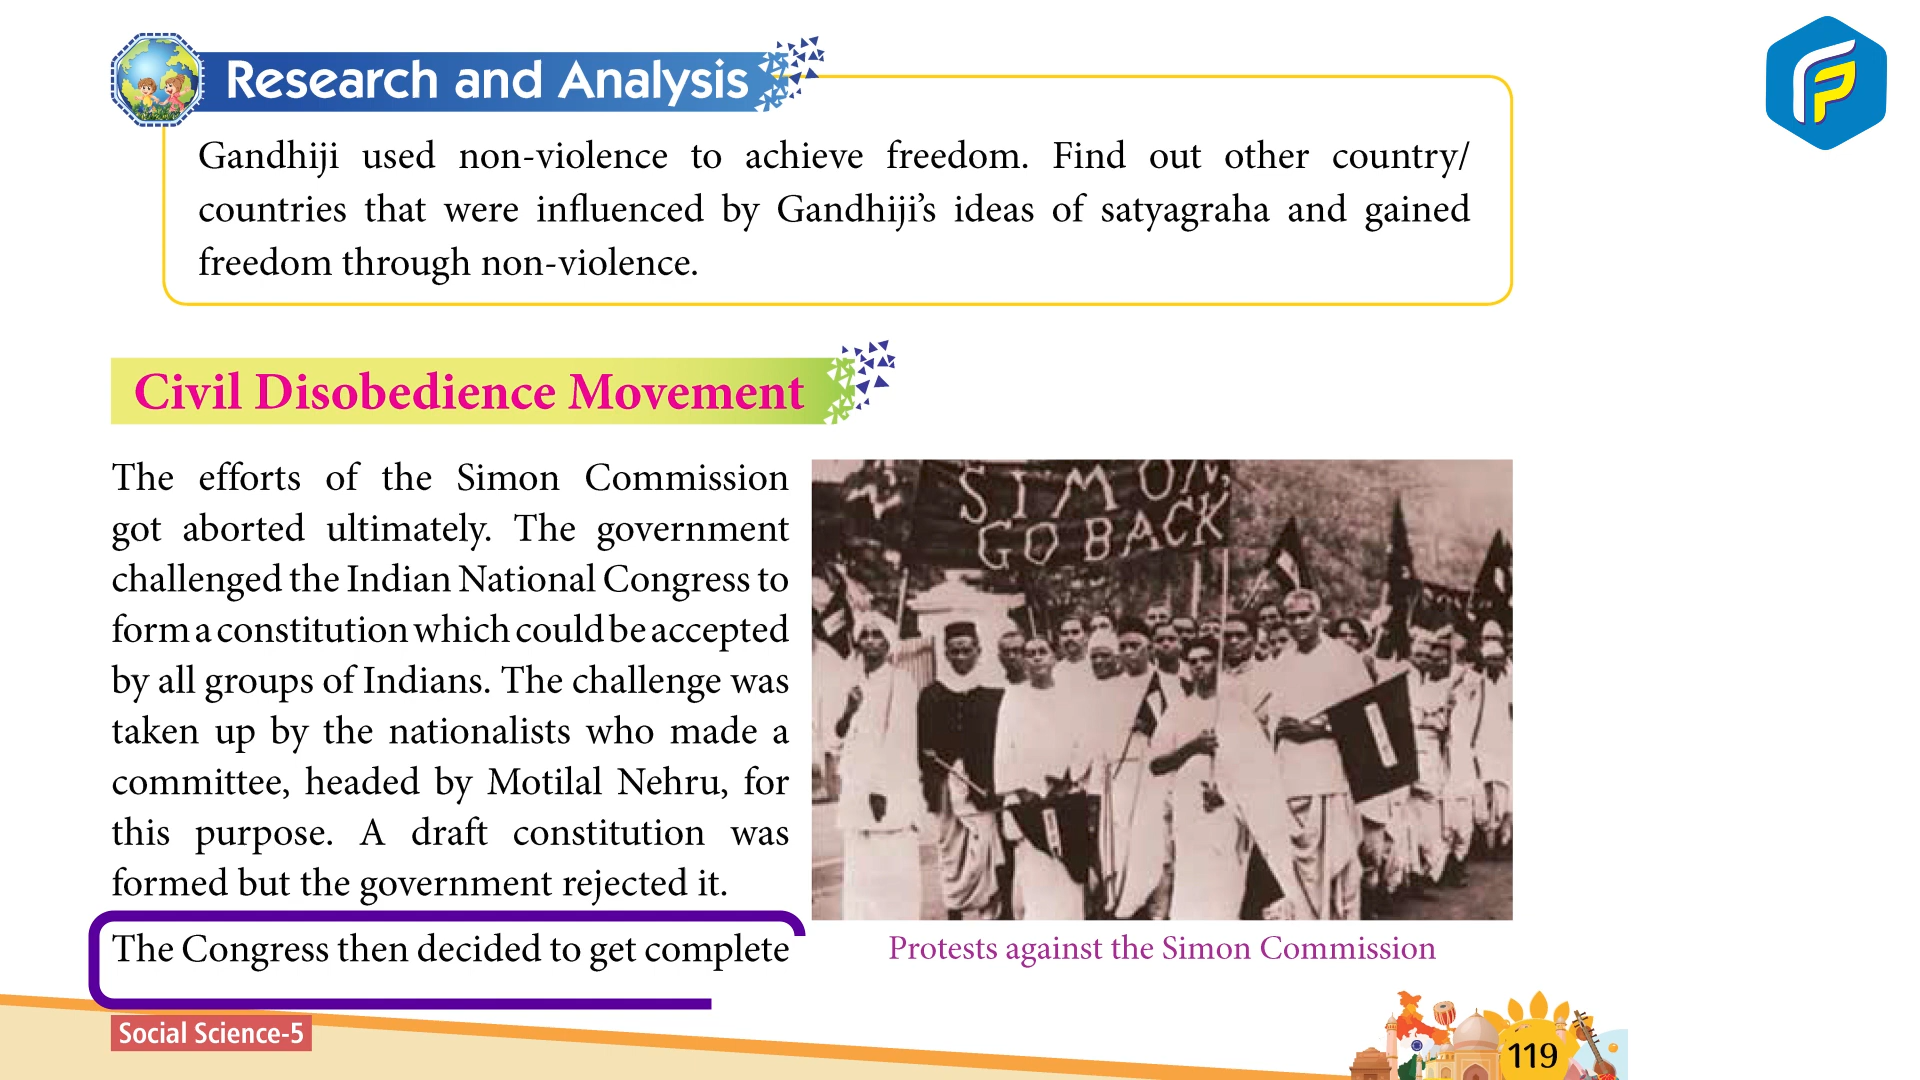 Research and Analysis
Gandhiji used non-violence to achieve freedom. Find out other country/
countries that were influenced by Gandhiji’s ideas of satyagraha and gained
freedom through non-violence.
Civil Disobedience Movement
The efforts of the Simon Commission
got aborted ultimately. The government
challenged the Indian National Congress to
form a constitution which could be accepted
by all groups of Indians. The challenge was
taken up by the nationalists who made a
committee, headed by Motilal Nehru, for
this purpose. A draft constitution was
formed but the government rejected it.
The Congress then decided to get complete
SIMON,
GO BACK
Protests against the Simon Commission
Social Science-5
119